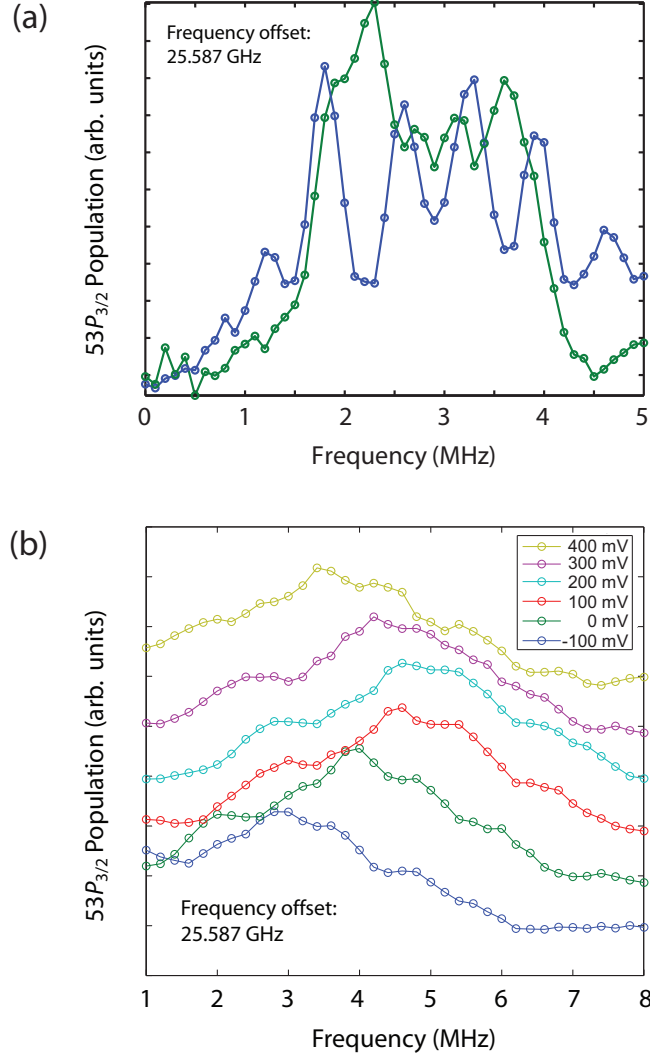 (a)
Frequency offset:
25.587 GHz
53P3/2 Population (arb. units)
0 1 2 3 4 5
Frequency (MHz)
(b)
400 mV
300 mV
200 mV
100 mV
0 mV
-100 mV
53P3/2 Population (arb. units)
Frequency offset:
25.587 GHz
1 2 3 4 5 6 7 8
Frequency (MHz)